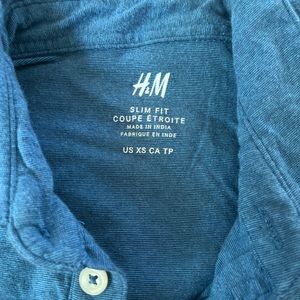 H&M
SLIM FIT
COUPE ÉTROITE
MADE IN INDIA
FABRIQUÉ EN INDE
US XS CA TP